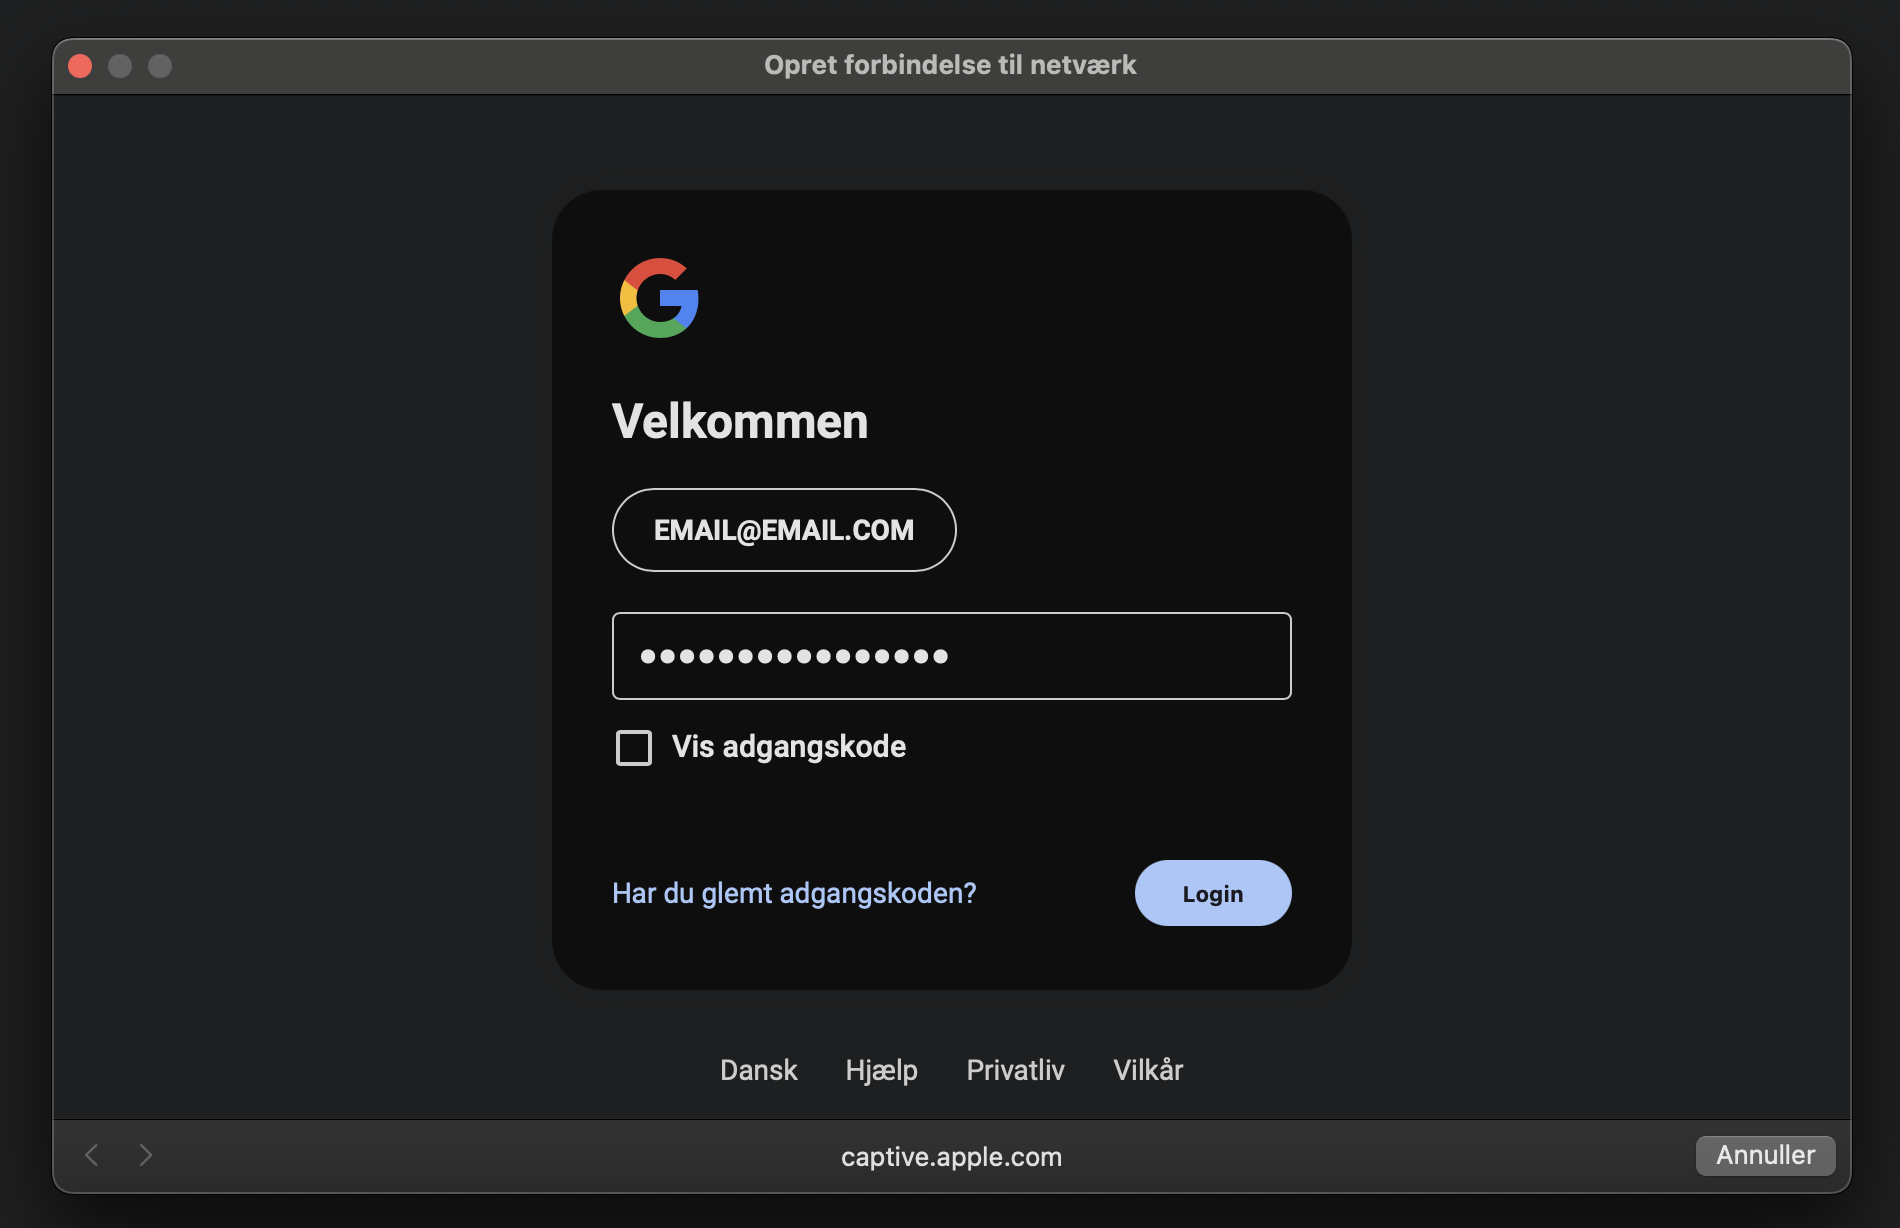 Opret forbindelse til netværk
Velkommen
EMAIL@EMAIL.COM
••••••••••••••••
Vis adgangskode
Har du glemt adgangskoden?
Login
Dansk Hjælp Privatliv Vilkår
captive.apple.com
Annuller